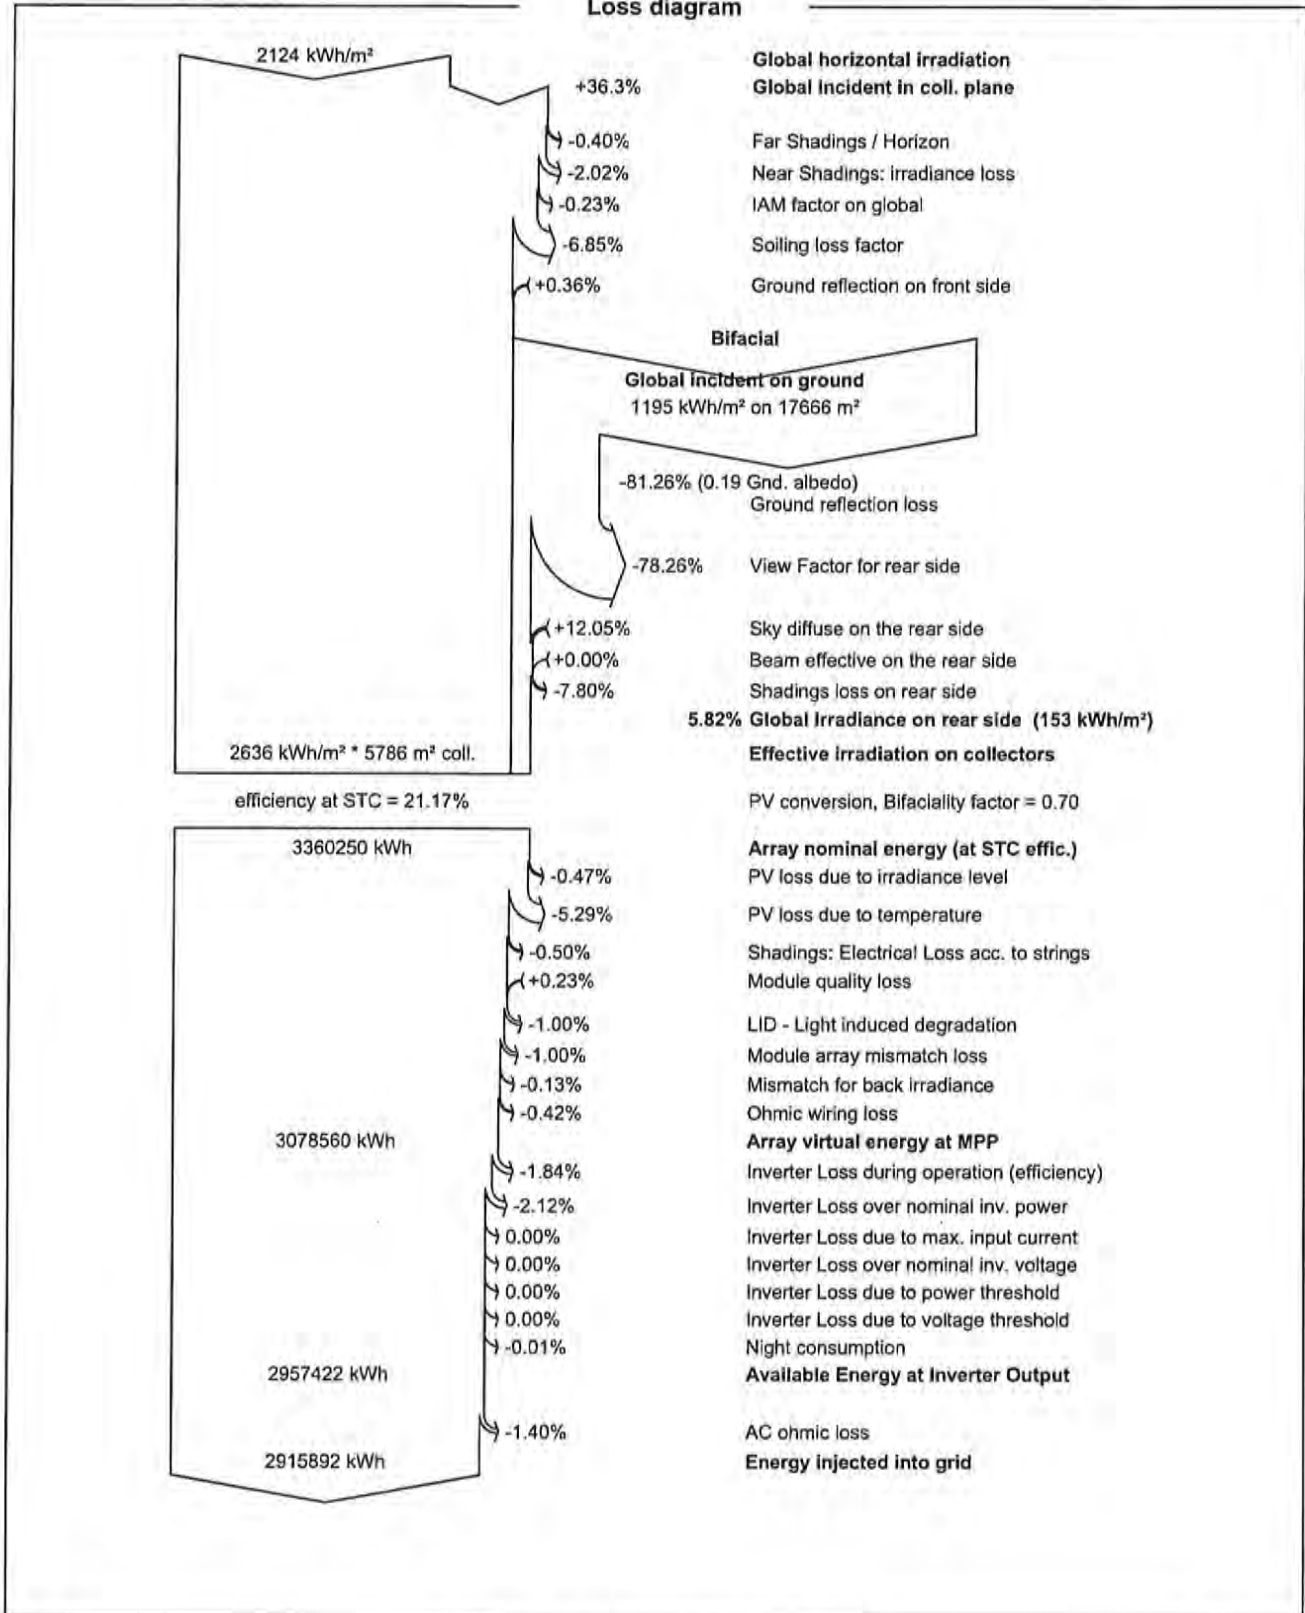 Loss diagram
2124 kWh/m² Global horizontal irradiation
+36.3% Global incident in coll. plane
-0.40% Far Shadings / Horizon
-2.02% Near Shadings: irradiance loss
-0.23% IAM factor on global
-6.85% Soiling loss factor
+0.36% Ground reflection on front side
Bifacial
Global incident on ground
1195 kWh/m² on 17666 m²
-81.26% (0.19 Gnd. albedo)
Ground reflection loss
-78.26% View Factor for rear side
+12.05% Sky diffuse on the rear side
+0.00% Beam effective on the rear side
-7.80% Shadings loss on rear side
5.82% Global Irradiance on rear side (153 kWh/m²)
2636 kWh/m² * 5786 m² coll. Effective irradiation on collectors
efficiency at STC = 21.17% PV conversion, Bifaciality factor = 0.70
3360250 kWh Array nominal energy (at STC effic.)
-0.47% PV loss due to irradiance level
-5.29% PV loss due to temperature
-0.50% Shadings: Electrical Loss acc. to strings
+0.23% Module quality loss
-1.00% LID - Light induced degradation
-1.00% Module array mismatch loss
-0.13% Mismatch for back irradiance
-0.42% Ohmic wiring loss
3078560 kWh Array virtual energy at MPP
-1.84% Inverter Loss during operation (efficiency)
-2.12% Inverter Loss over nominal inv. power
0.00% Inverter Loss due to max. input current
0.00% Inverter Loss over nominal inv. voltage
0.00% Inverter Loss due to power threshold
0.00% Inverter Loss due to voltage threshold
-0.01% Night consumption
2957422 kWh Available Energy at Inverter Output
-1.40% AC ohmic loss
2915892 kWh Energy injected into grid